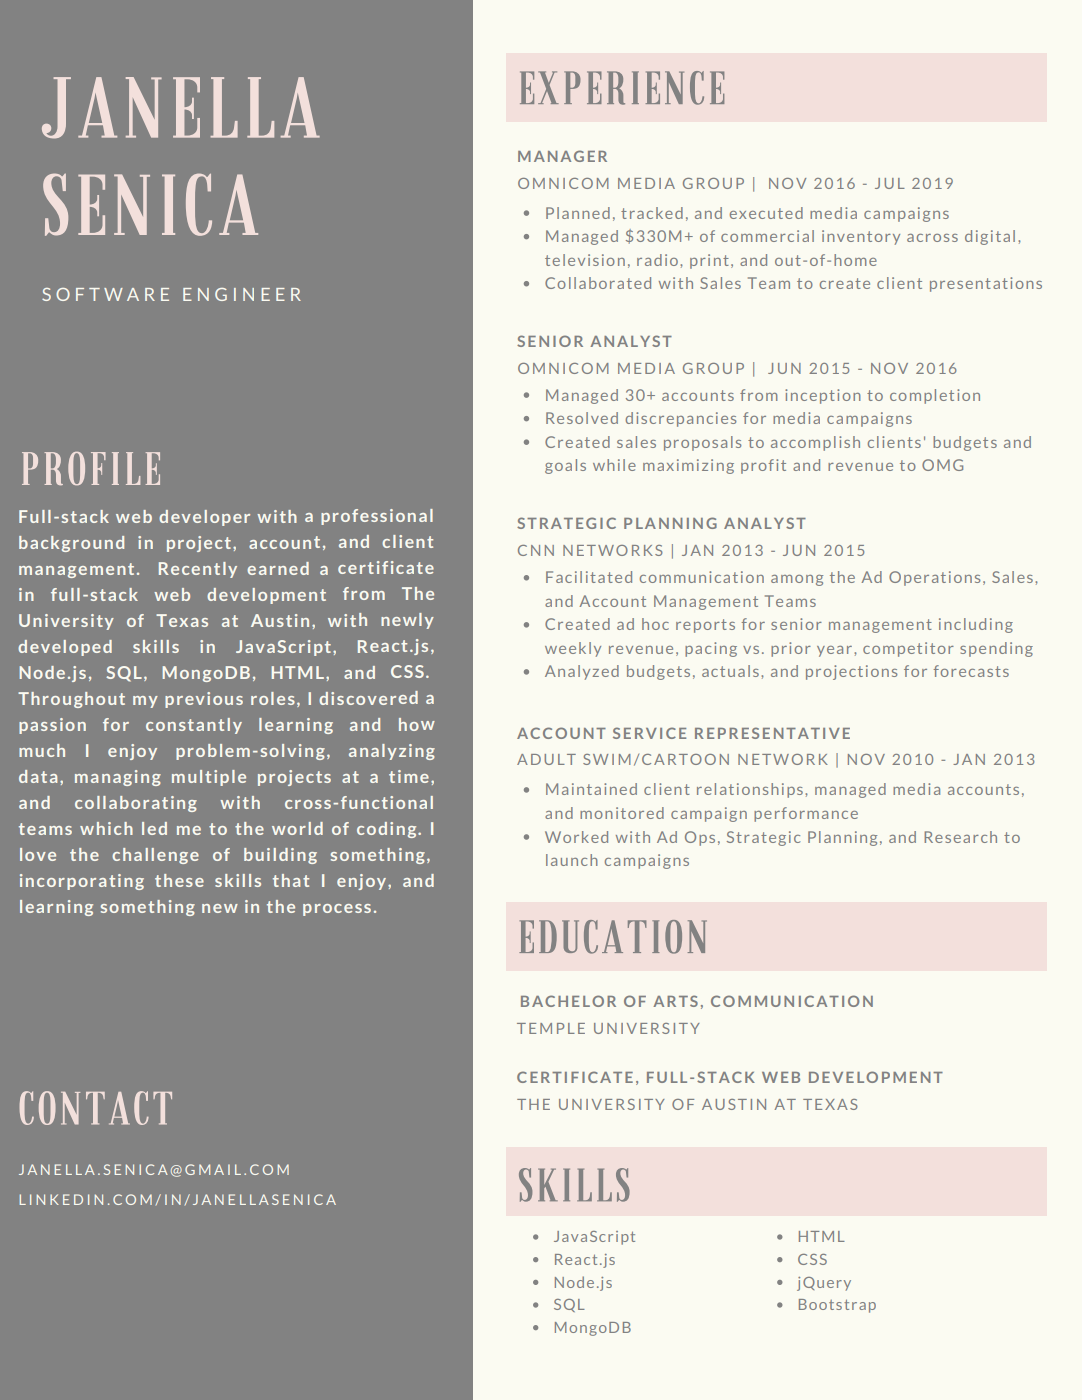 JANELLA
SENICA
SOFTWARE ENGINEER
PROFILE
Full-stack web developer with a professional
background in project, account, and client
management. Recently earned a certificate
in full-stack web development from The
University of Texas at Austin, with newly
developed skills in JavaScript, React.js,
Node.js, SQL, MongoDB, HTML, and CSS.
Throughout my previous roles, I discovered a
passion for constantly learning and how
much I enjoy problem-solving, analyzing
data, managing multiple projects at a time,
and collaborating with cross-functional
teams which led me to the world of coding. I
love the challenge of building something,
incorporating these skills that I enjoy, and
learning something new in the process.
CONTACT
JANELLA.SENICA@GMAIL.COM
LINKEDIN.COM/IN/JANELLASENICA
EXPERIENCE
MANAGER
OMNICOM MEDIA GROUP | NOV 2016 - JUL 2019
• Planned, tracked, and executed media campaigns
• Managed $330M+ of commercial inventory across digital,
television, radio, print, and out-of-home
• Collaborated with Sales Team to create client presentations
SENIOR ANALYST
OMNICOM MEDIA GROUP | JUN 2015 - NOV 2016
• Managed 30+ accounts from inception to completion
• Resolved discrepancies for media campaigns
• Created sales proposals to accomplish clients' budgets and
goals while maximizing profit and revenue to OMG
STRATEGIC PLANNING ANALYST
CNN NETWORKS | JAN 2013 - JUN 2015
• Facilitated communication among the Ad Operations, Sales,
and Account Management Teams
• Created ad hoc reports for senior management including
weekly revenue, pacing vs. prior year, competitor spending
• Analyzed budgets, actuals, and projections for forecasts
ACCOUNT SERVICE REPRESENTATIVE
ADULT SWIM/CARTOON NETWORK | NOV 2010 - JAN 2013
• Maintained client relationships, managed media accounts,
and monitored campaign performance
• Worked with Ad Ops, Strategic Planning, and Research to
launch campaigns
EDUCATION
BACHELOR OF ARTS, COMMUNICATION
TEMPLE UNIVERSITY
CERTIFICATE, FULL-STACK WEB DEVELOPMENT
THE UNIVERSITY OF AUSTIN AT TEXAS
SKILLS
• JavaScript
• React.js
• Node.js
• SQL
• MongoDB
• HTML
• CSS
• jQuery
• Bootstrap